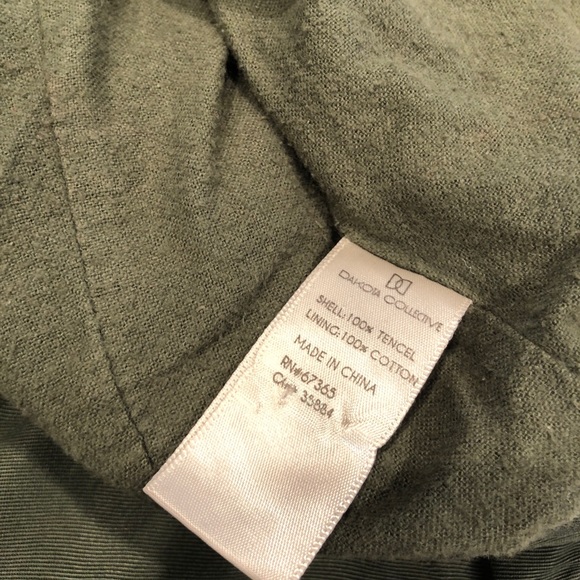 DAKOTA COLLECTIVE
SHELL: 100% TENCEL
LINING: 100% COTTON
MADE IN CHINA
RN#67365
CA# 35884